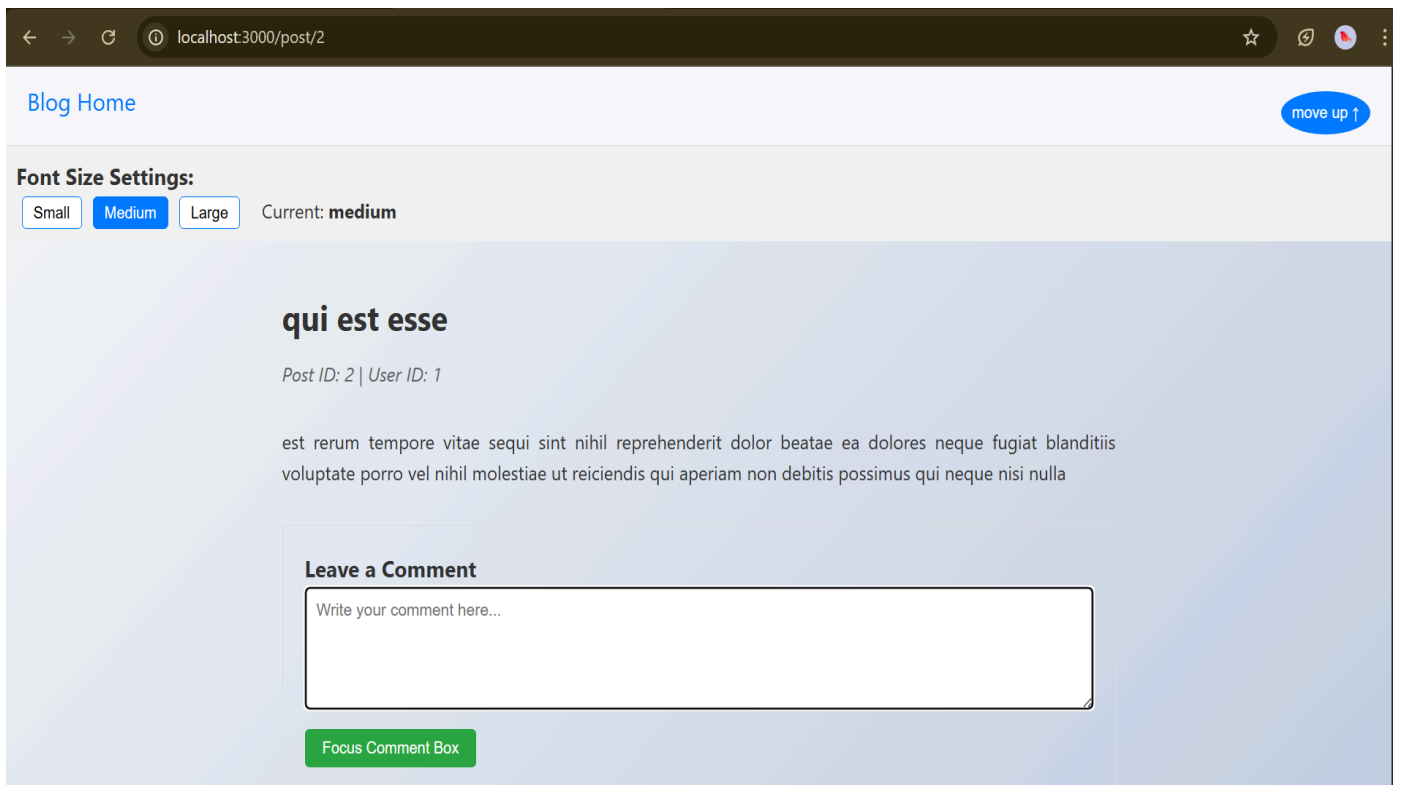 localhost:3000/post/2
Blog Home
move up ↑
Font Size Settings:
Small Medium Large Current: medium
qui est esse
Post ID: 2 | User ID: 1
est rerum tempore vitae sequi sint nihil reprehenderit dolor beatae ea dolores neque fugiat blanditiis
voluptate porro vel nihil molestiae ut reiciendis qui aperiam non debitis possimus qui neque nisi nulla
Leave a Comment
Write your comment here...
Focus Comment Box